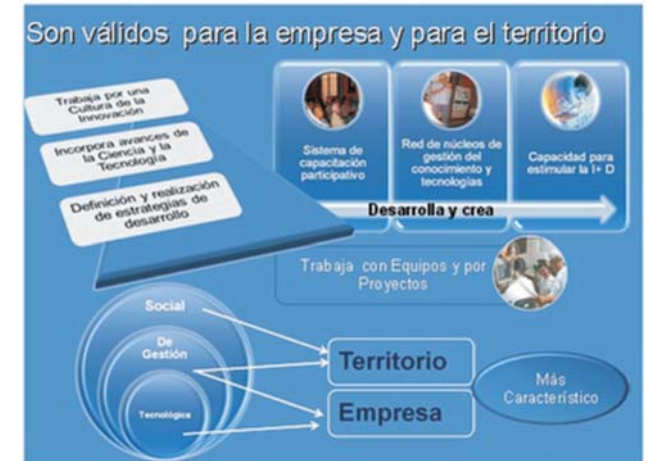 Son válidos para la empresa y para el territorio
Trabaja por una
Cultura de la
Innovación
Incorpora avances de
la Ciencia y la
Tecnología
Definición y realización
de estrategias de
desarrollo
Sistema de
capacitación
participativo
Red de núcleos de
gestión del
conocimiento y
tecnologías
Capacidad para
estimular la I+ D
Desarrolla y crea
Trabaja con Equipos y por
Proyectos
Social
De
Gestión
Tecnológica
Territorio
Empresa
Más
Característico